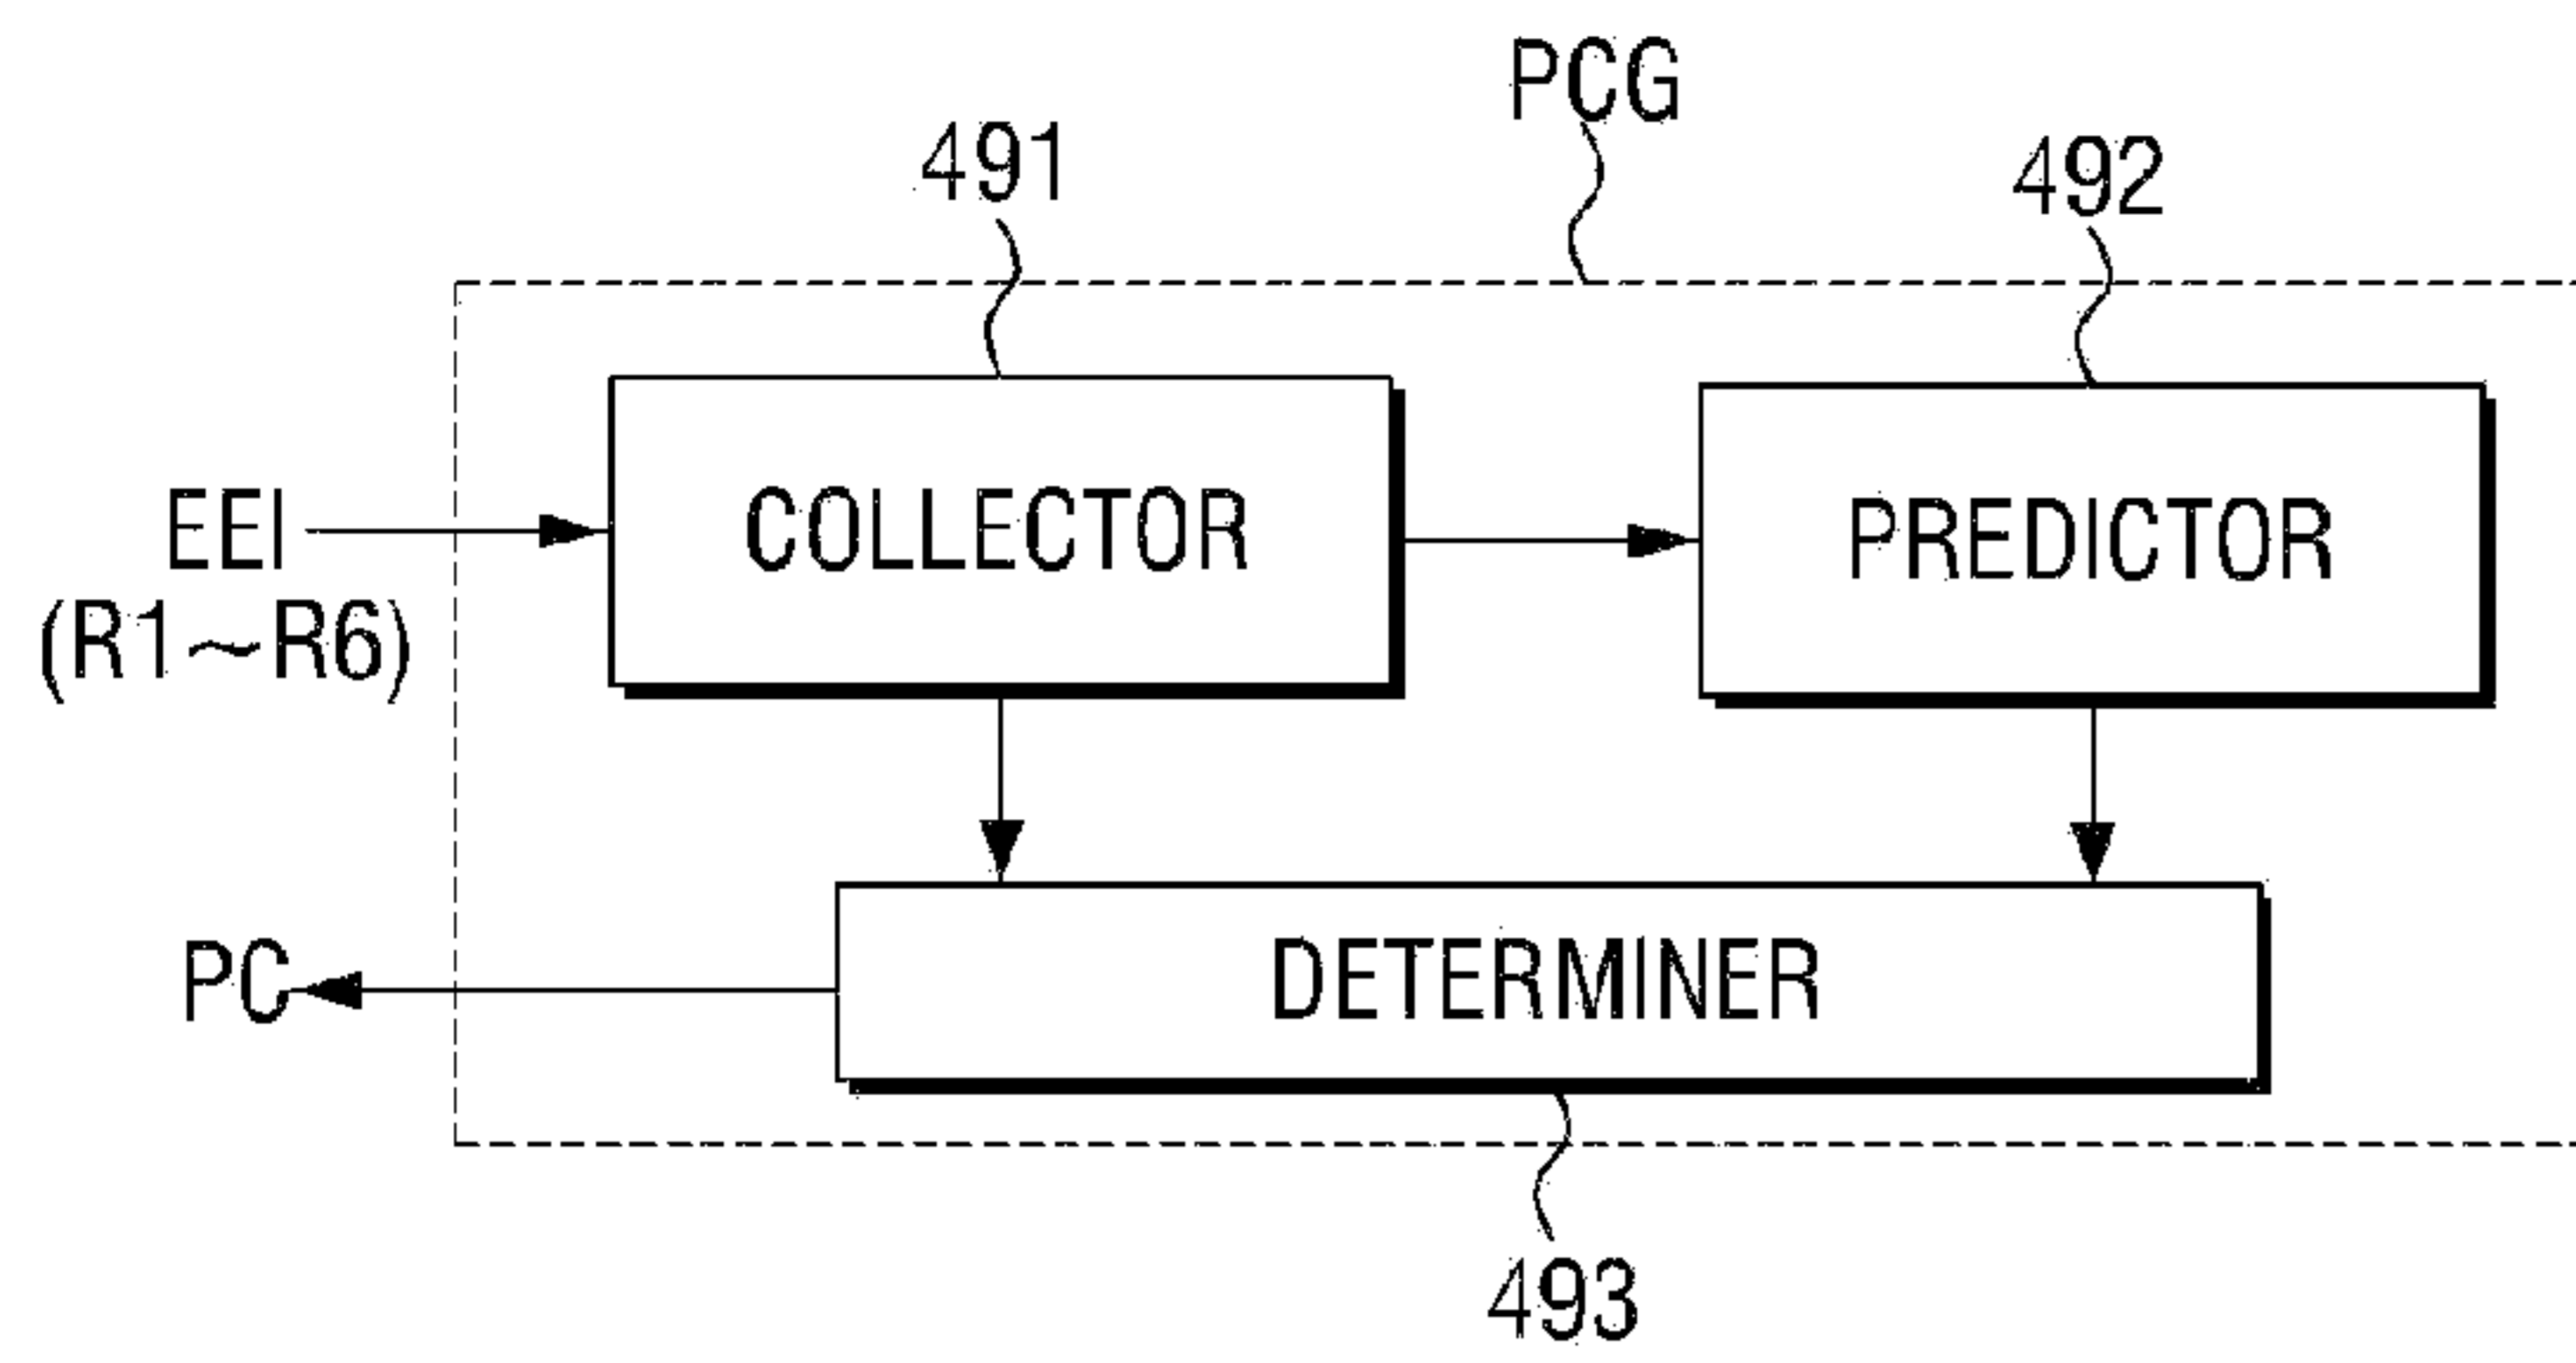 PCG
491
492
EEI
(R1~R6)
COLLECTOR
PREDICTOR
PC
DETERMINER
493